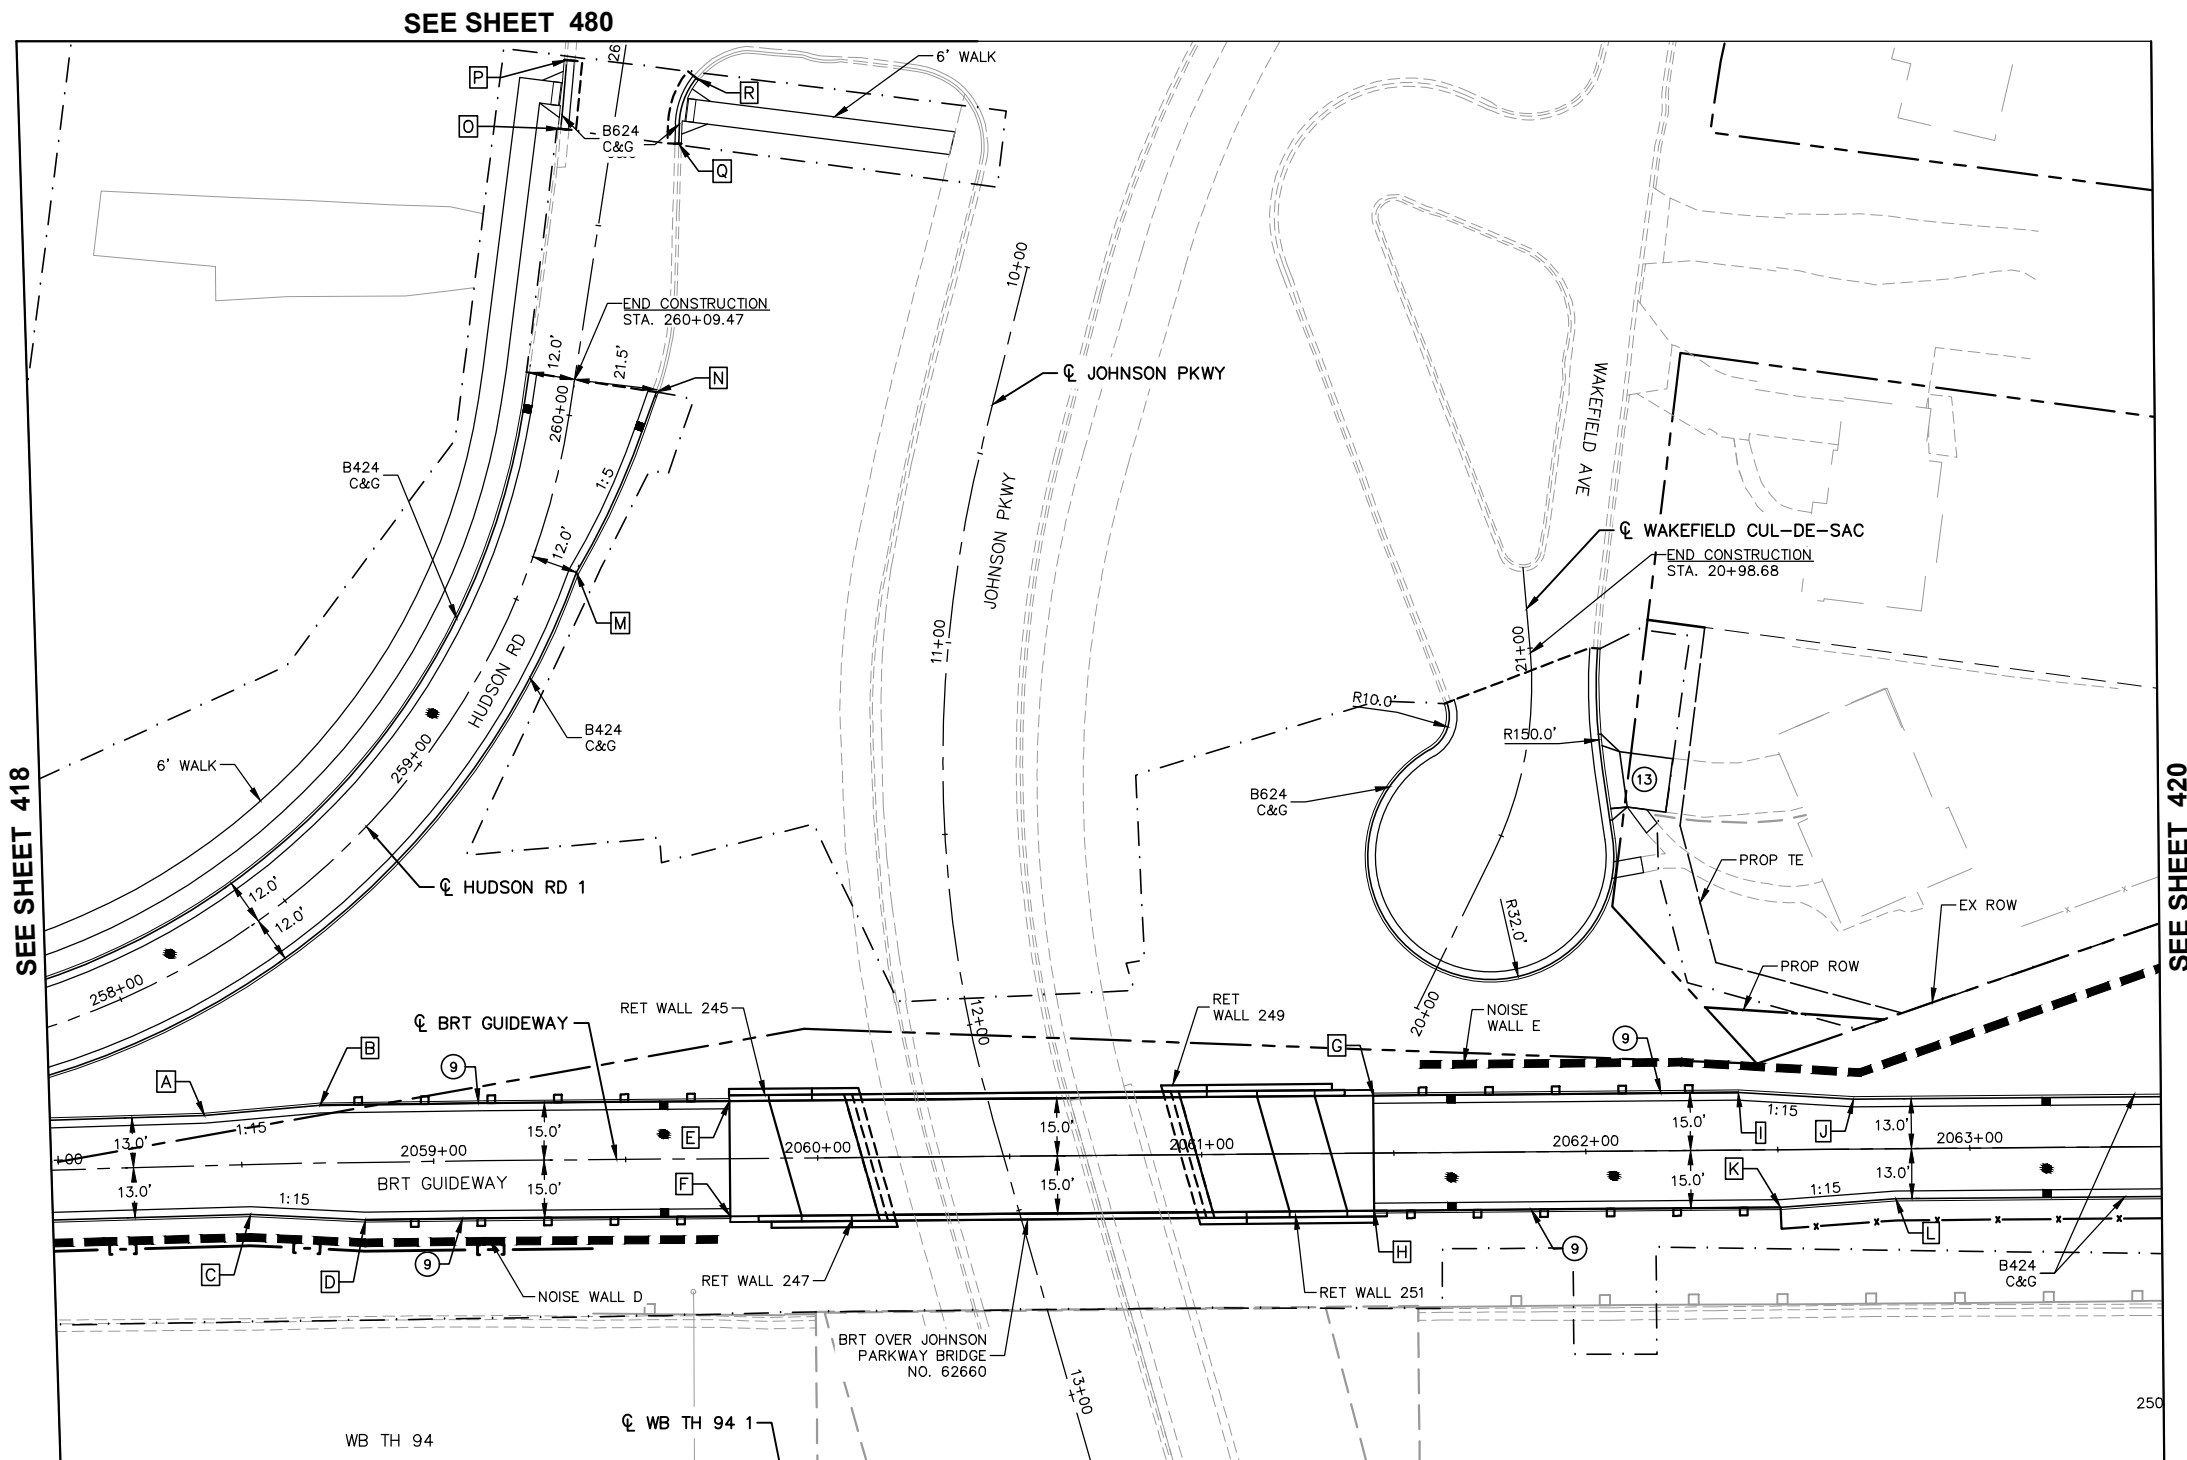 SEE SHEET 480
P
O
B624
C&G
26
R
Q
6' WALK
END CONSTRUCTION
STA. 260+09.47
12.0'
21.5'
N
260+00
1:5
12.0'
M
B424
C&G
HUDSON RD
B424
C&G
6' WALK
259+00
12.0'
12.0'
℄ HUDSON RD 1
258+00
10+00
℄ JOHNSON PKWY
JOHNSON PKWY
11+00
12+00
13+00
WAKEFIELD AVE
℄ WAKEFIELD CUL-DE-SAC
END CONSTRUCTION
STA. 20+98.68
21+00
R10.0'
R150.0'
B624
C&G
13
R32.0'
20+00
PROP TE
EX ROW
PROP ROW
SEE SHEET 418
SEE SHEET 420
℄ BRT GUIDEWAY
RET WALL 245
RET
WALL 249
NOISE
WALL E
A
B
9
E
G
9
I
J
1:15
1:15
13.0'
15.0'
15.0'
15.0'
13.0'
+00
2059+00
2060+00
2061+00
2062+00
2063+00
BRT GUIDEWAY
13.0'
1:15
15.0'
F
15.0'
15.0'
K
1:15
13.0'
C
D
9
H
9
L
NOISE WALL D
RET WALL 247
RET WALL 251
B424
C&G
BRT OVER JOHNSON
PARKWAY BRIDGE
NO. 62660
℄ WB TH 94 1
WB TH 94
250